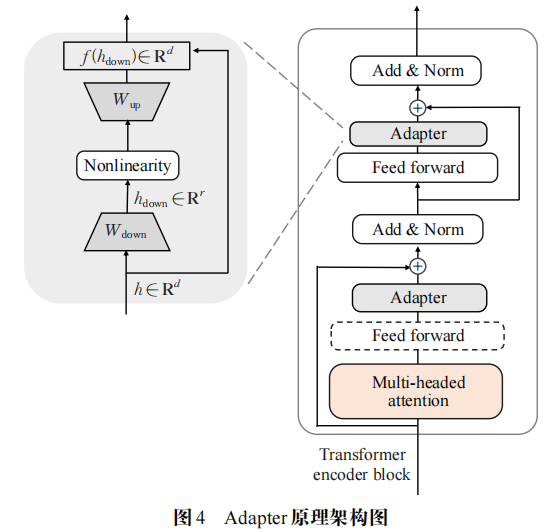 f(h_down)∈R^d
W_up
Nonlinearity
h_down∈R^r
W_down
h∈R^d
Add & Norm
+
Adapter
Feed forward
Add & Norm
+
Adapter
Feed forward
Multi-headed
attention
Transformer
encoder block
图4 Adapter原理架构图